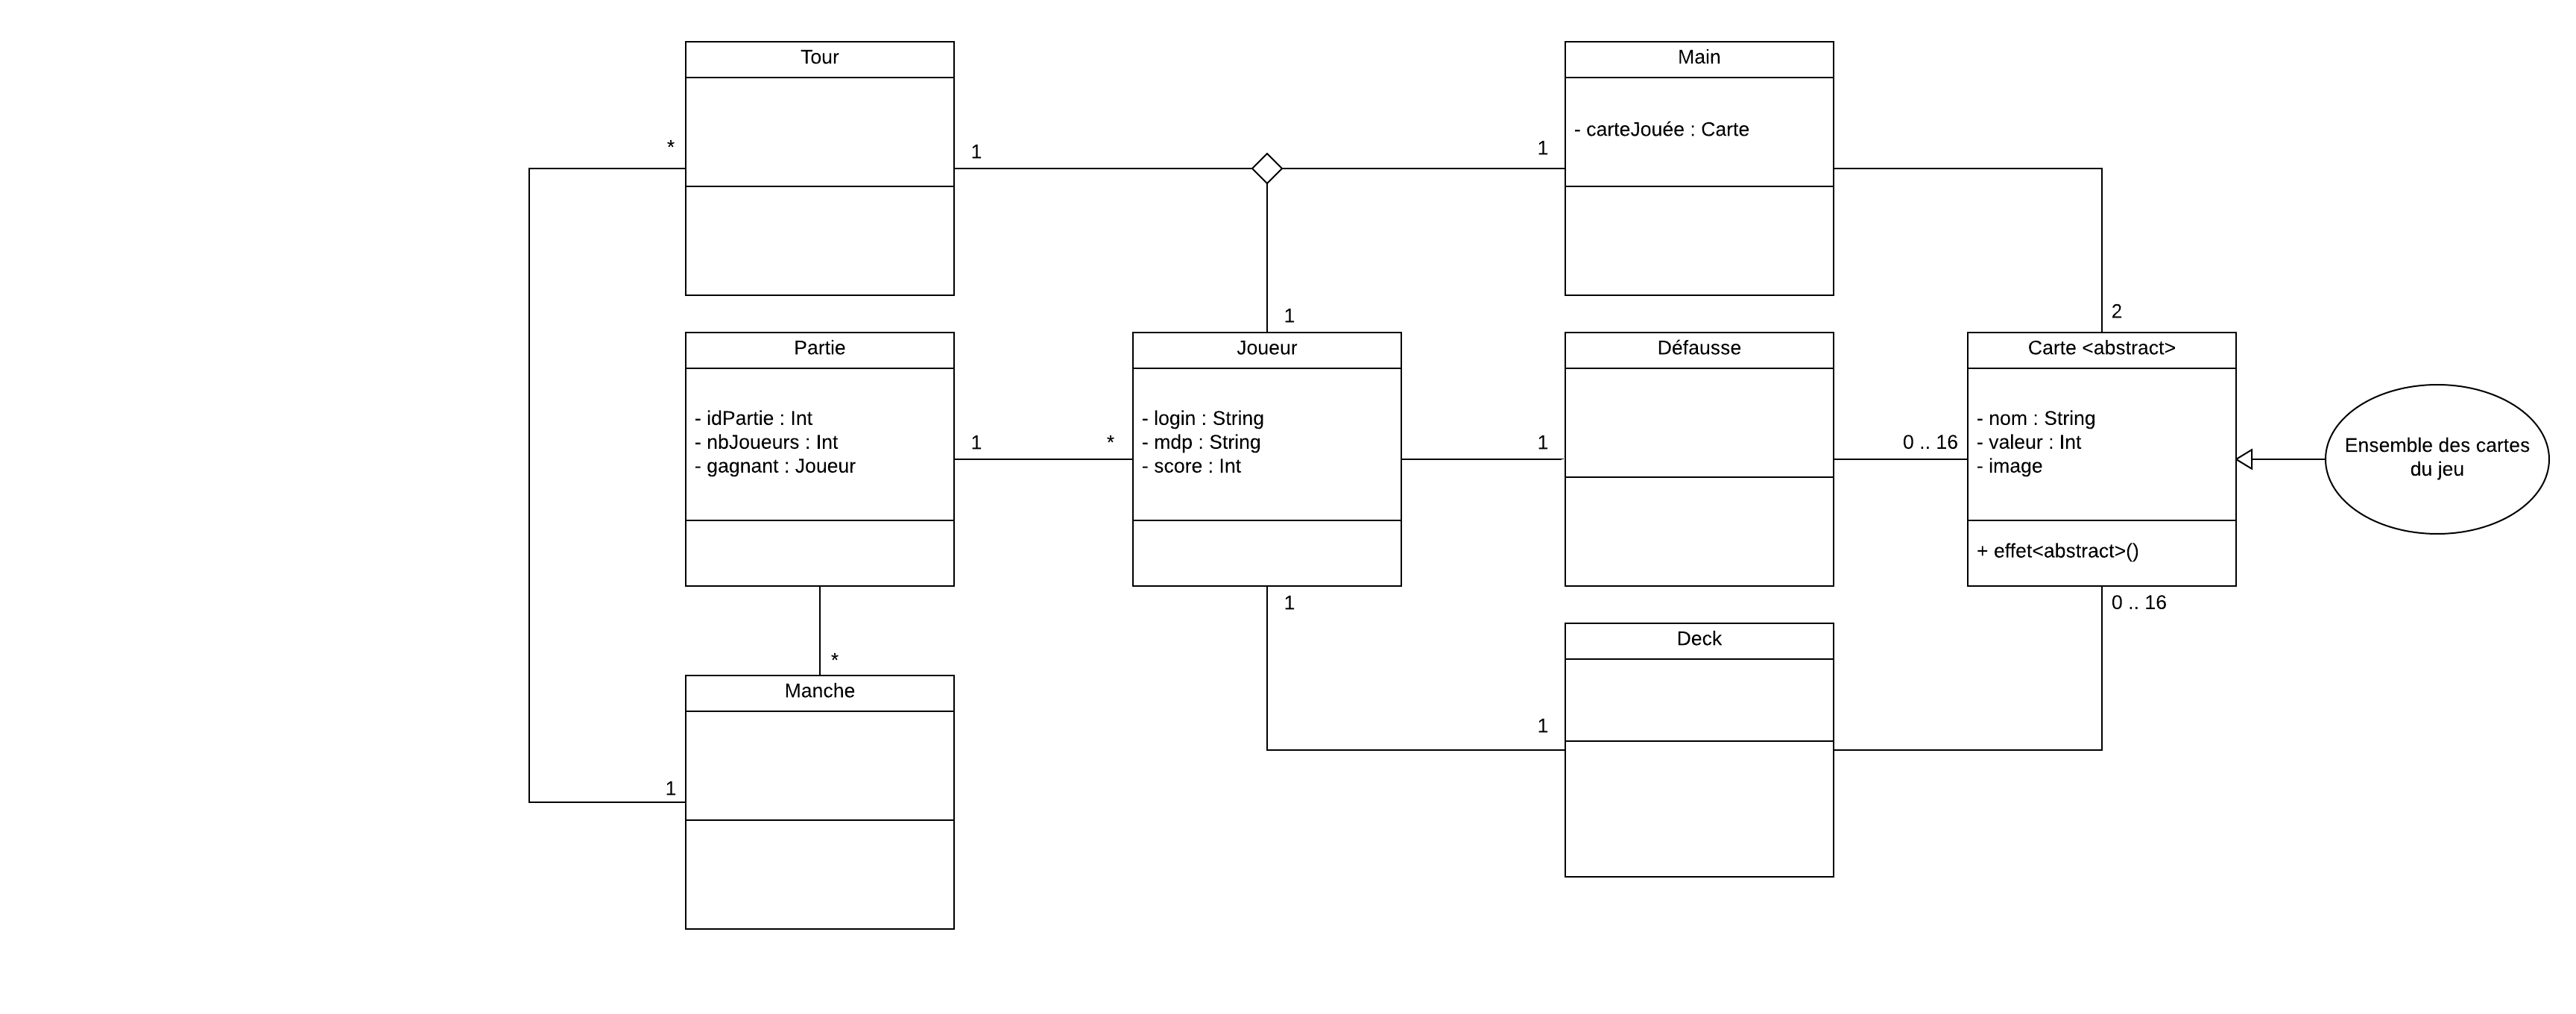 Tour
Main
- carteJouée : Carte
*
1
1
1
2
Partie
- idPartie : Int
- nbJoueurs : Int
- gagnant : Joueur
1
*
Joueur
- login : String
- mdp : String
- score : Int
1
Défausse
0 .. 16
Carte <abstract>
- nom : String
- valeur : Int
- image
+ effet<abstract>()
Ensemble des cartes
du jeu
1
0 .. 16
*
Manche
1
Deck
1